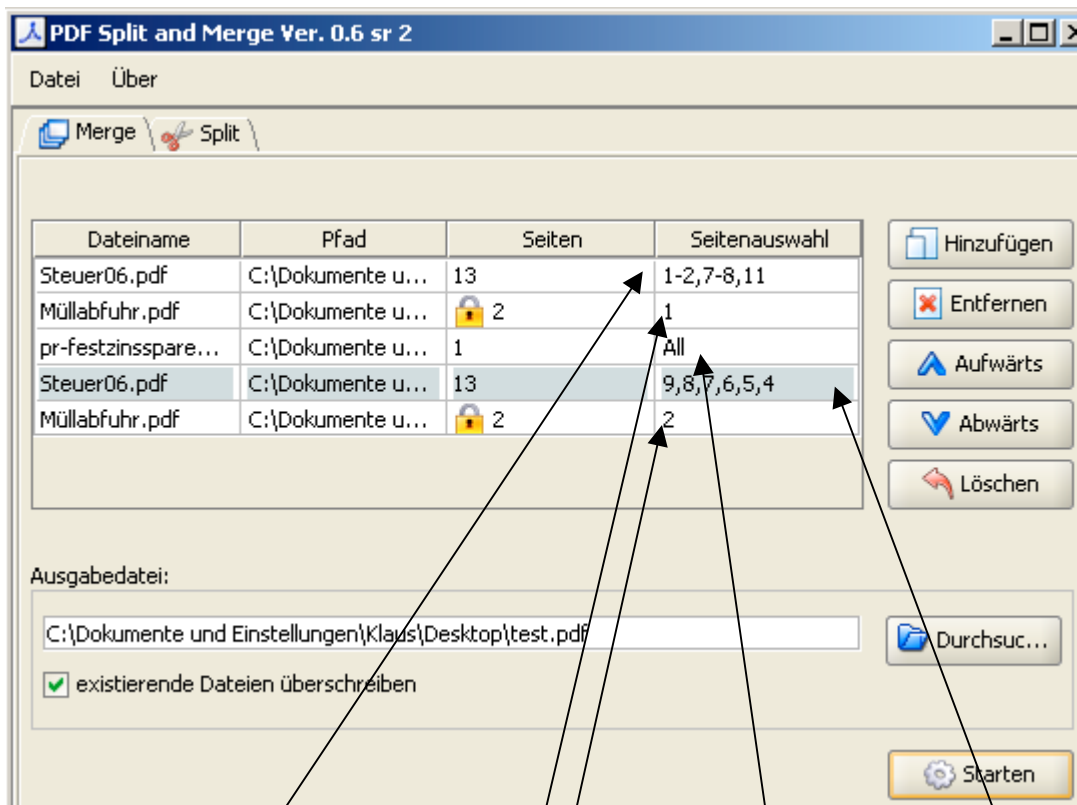 PDF Split and Merge Ver. 0.6 sr 2
Datei Über
Merge Split
Dateiname Pfad Seiten Seitenauswahl
Steuer06.pdf C:\Dokumente u... 13 1-2,7-8,11
Müllabfuhr.pdf C:\Dokumente u... 2 1
pr-festzinsspare... C:\Dokumente u... 1 All
Steuer06.pdf C:\Dokumente u... 13 9,8,7,6,5,4
Müllabfuhr.pdf C:\Dokumente u... 2 2
Hinzufügen
Entfernen
Aufwärts
Abwärts
Löschen
Ausgabedatei:
C:\Dokumente und Einstellungen\Klaus\Desktop\test.pdf
Durchsuc...
existierende Dateien überschreiben
Starten